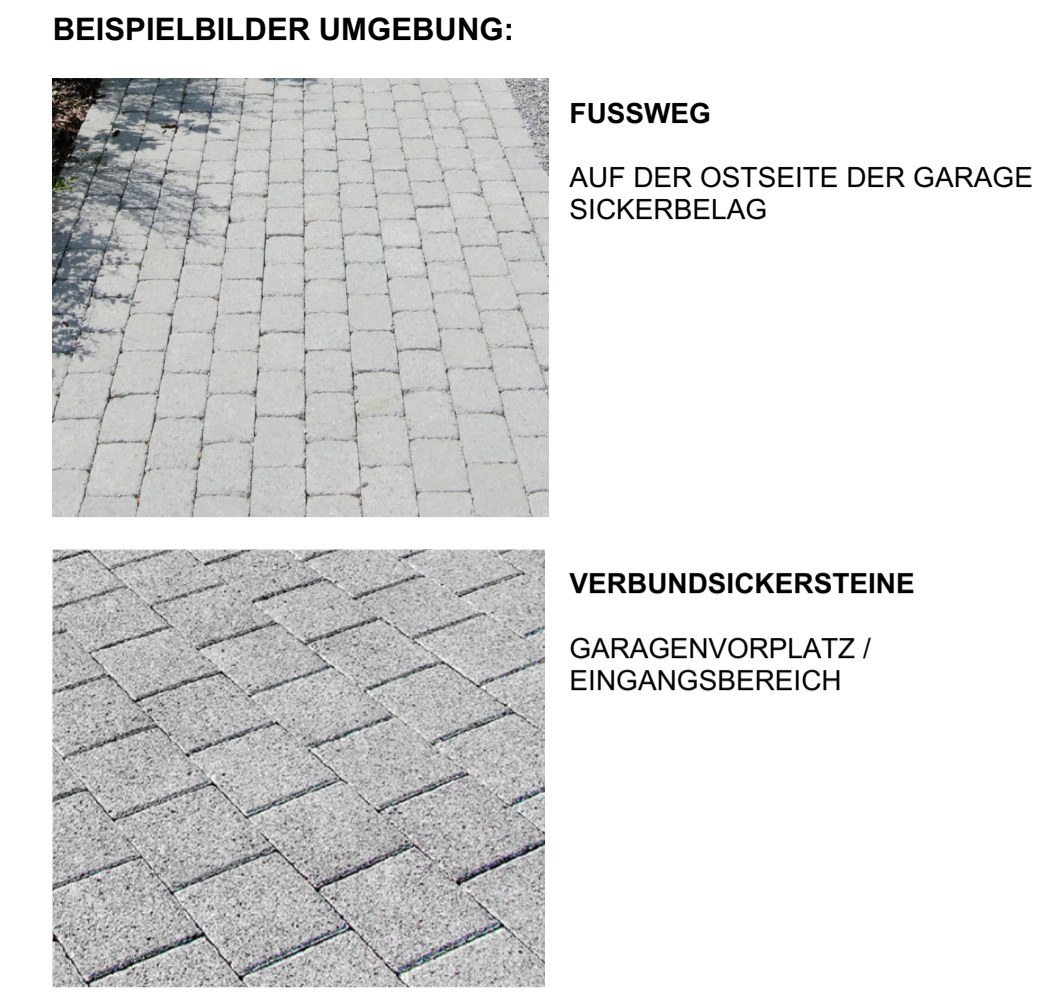 BEISPIELBILDER UMGEBUNG:
FUSSWEG
AUF DER OSTSEITE DER GARAGE
SICKERBELAG
VERBUNDSICKERSTEINE
GARAGENVORPLATZ /
EINGANGSBEREICH